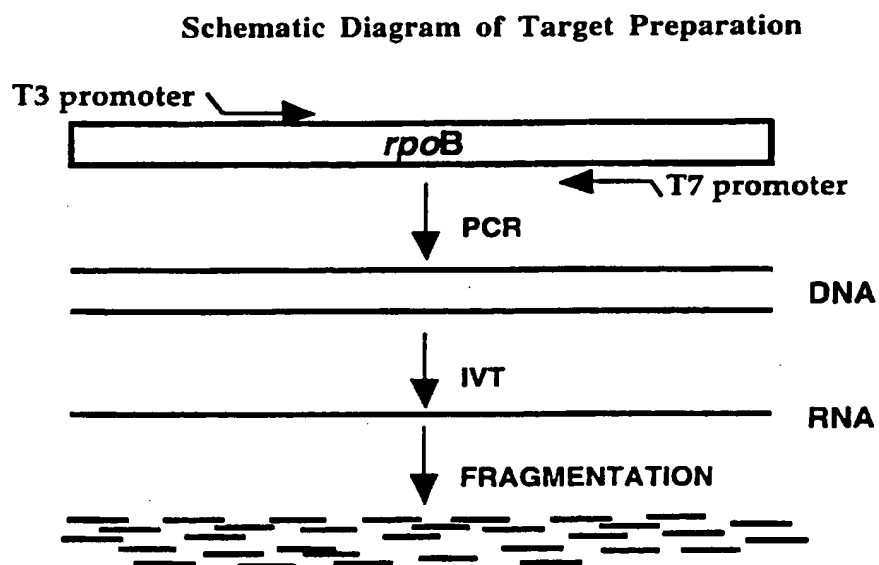 Schematic Diagram of Target Preparation
T3 promoter
rpoB
T7 promoter
PCR
DNA
IVT
RNA
FRAGMENTATION